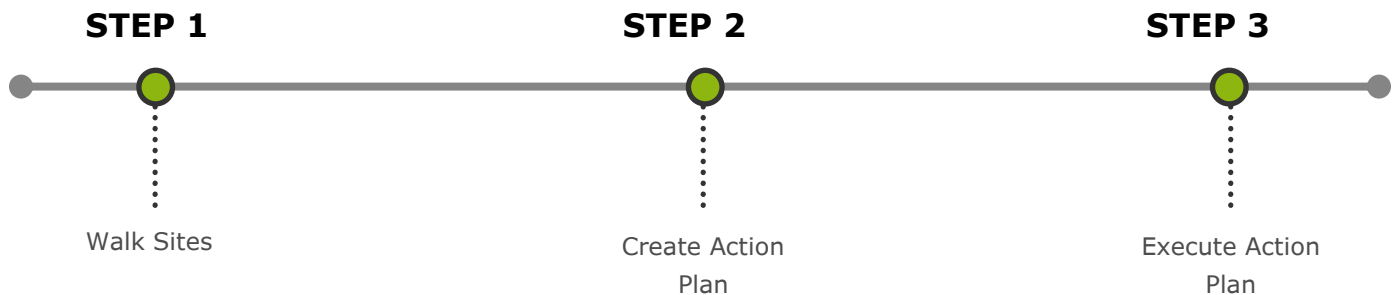 STEP 1
STEP 2
STEP 3
Walk Sites
Create Action
Plan
Execute Action
Plan